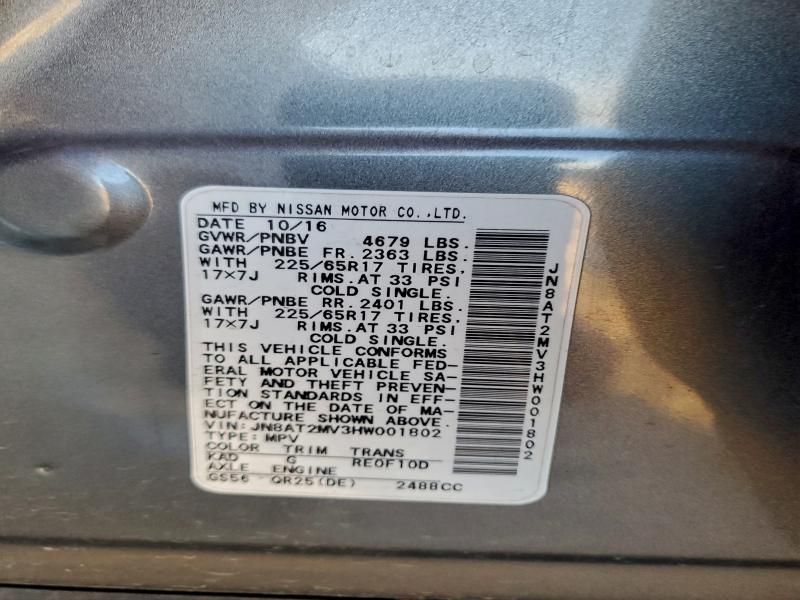 MFD BY NISSAN MOTOR CO.,LTD.
DATE 10/16
GVWR/PNBV 4679 LBS.
GAWR/PNBE FR. 2363 LBS.
WITH 225/65R17 TIRES,
17×7J RIMS.AT 33 PSI
COLD SINGLE.
GAWR/PNBE RR. 2401 LBS.
WITH 225/65R17 TIRES.
17×7J RIMS.AT 33 PSI
COLD SINGLE.
THIS VEHICLE CONFORMS
TO ALL APPLICABLE FED-
ERAL MOTOR VEHICLE SA-
FETY AND THEFT PREVEN-
TION STANDARDS IN EFF-
ECT ON THE DATE OF MA-
NUFACTURE SHOWN ABOVE.
VIN: JN8AT2MV3HW001802
TYPE: MPV
COLOR TRIM TRANS
KAD G RE0F10D
AXLE ENGINE
GS56 QR25(DE) 2488CC
JN8AT2MV3HW001802